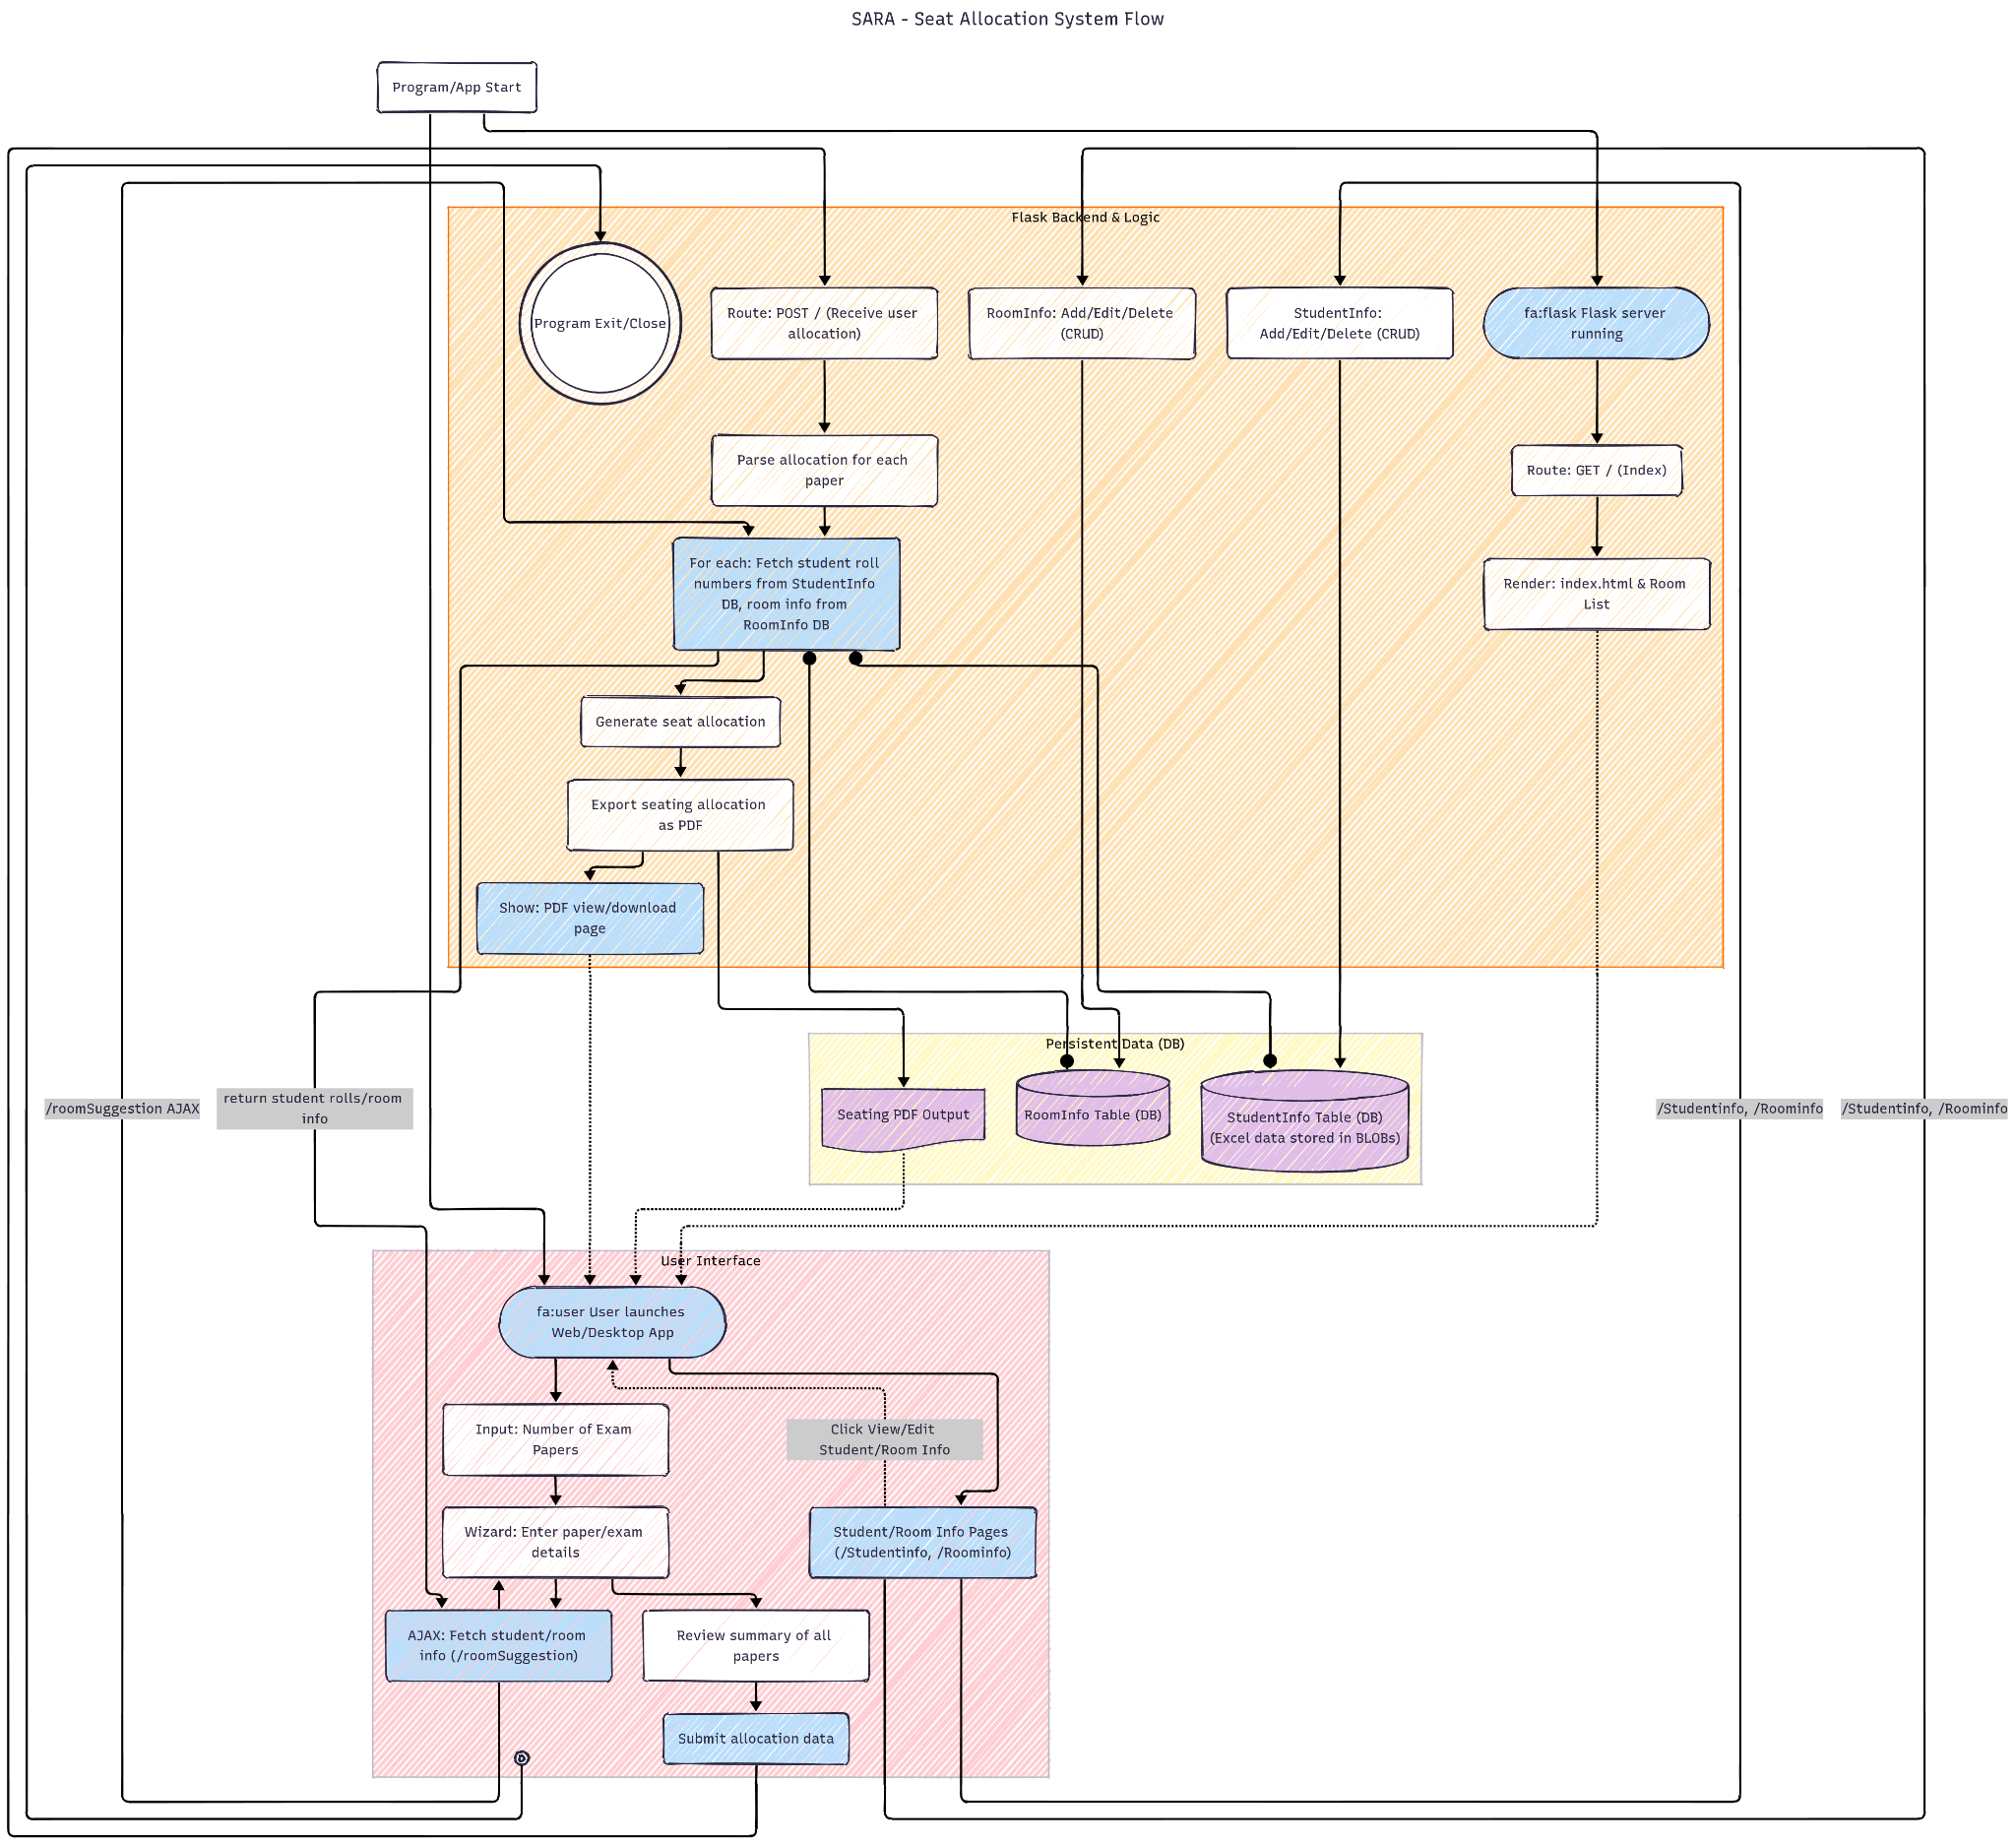 SARA - Seat Allocation System Flow
Program/App Start
Flask Backend & Logic
Program Exit/Close
Route: POST / (Receive user
allocation)
RoomInfo: Add/Edit/Delete
(CRUD)
StudentInfo:
Add/Edit/Delete (CRUD)
fa:flask Flask server
running
Parse allocation for each
paper
Route: GET / (Index)
For each: Fetch student roll
numbers from StudentInfo
DB, room info from
RoomInfo DB
Render: index.html & Room
List
Generate seat allocation
Export seating allocation
as PDF
Show: PDF view/download
page
Persistent Data (DB)
/roomSuggestion AJAX
return student rolls/room
info
Seating PDF Output
RoomInfo Table (DB)
StudentInfo Table (DB)
(Excel data stored in BLOBs)
/Studentinfo, /Roominfo
/Studentinfo, /Roominfo
User Interface
fa:user User launches
Web/Desktop App
Input: Number of Exam
Papers
Click View/Edit
Student/Room Info
Wizard: Enter paper/exam
details
Student/Room Info Pages
(/Studentinfo, /Roominfo)
AJAX: Fetch student/room
info (/roomSuggestion)
Review summary of all
papers
Submit allocation data